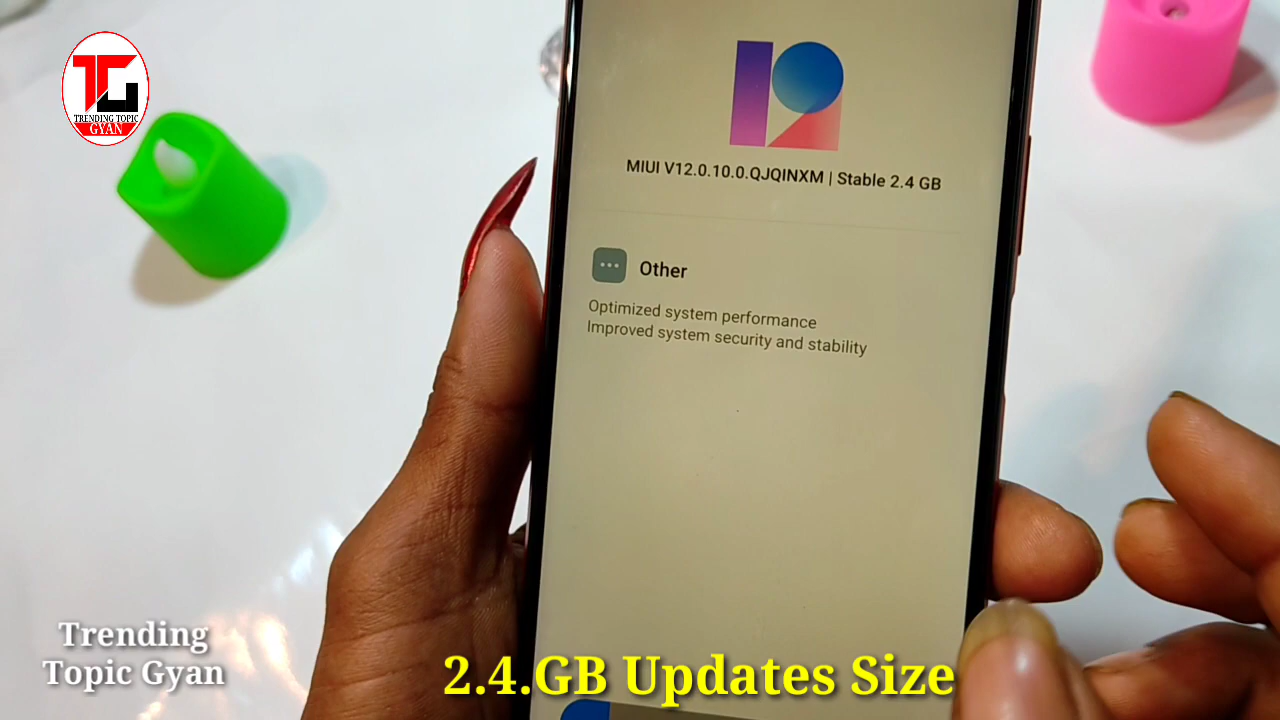 TRENDING TOPIC
GYAN
MIUI V12.0.10.0.QJQINXM | Stable 2.4 GB
Other
Optimized system performance
Improved system security and stability
Trending
Topic Gyan
2.4.GB Updates Size